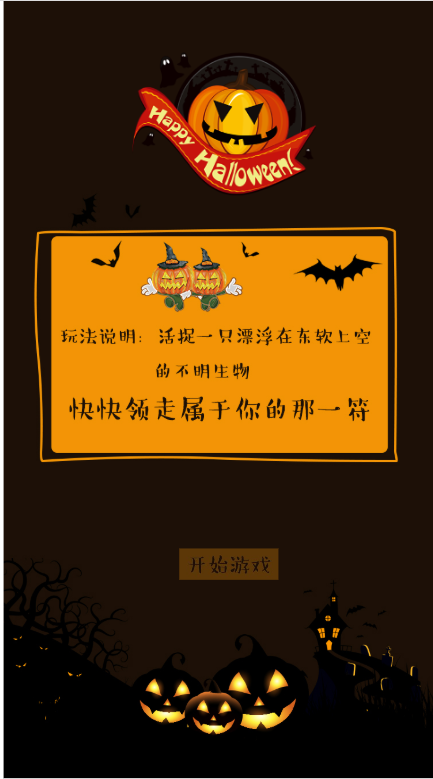 Happy
Halloween!
玩法说明：活捉一只漂浮在东软上空
的不明生物
快快领走属于你的那一符
开始游戏